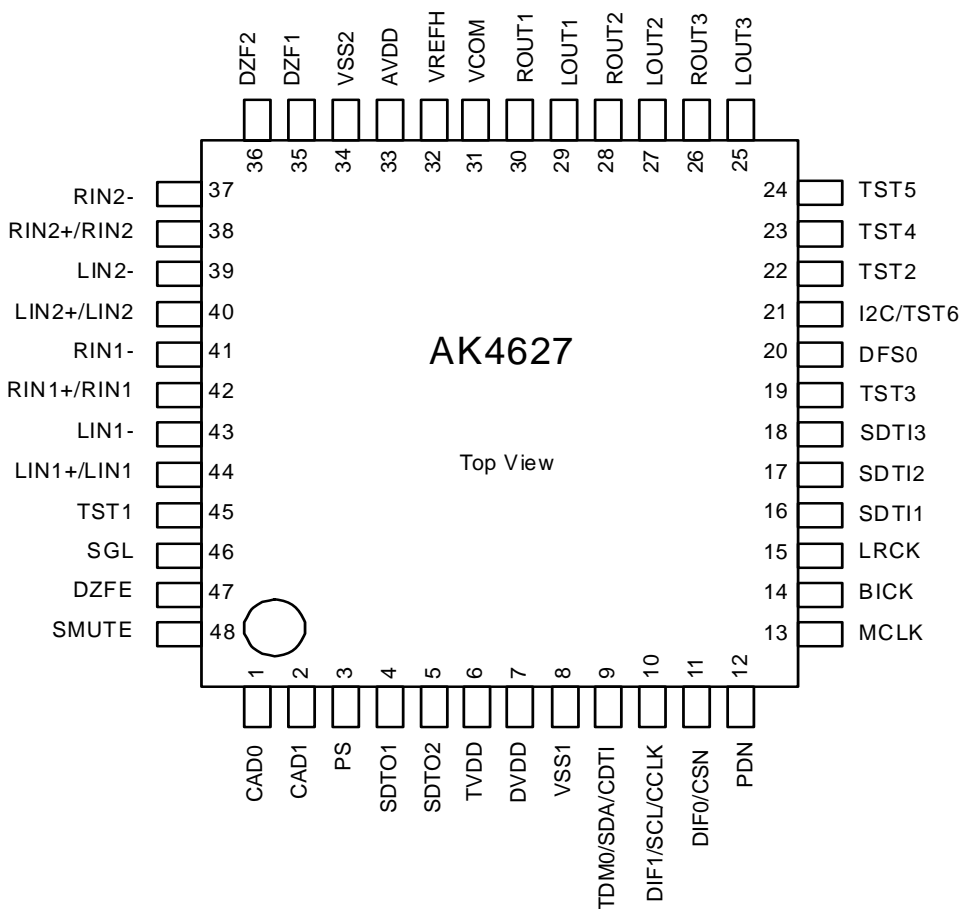 DZF2
DZF1
VSS2
AVDD
VREFH
VCOM
ROUT1
LOUT1
ROUT2
LOUT2
ROUT3
LOUT3
36
35
34
33
32
31
30
29
28
27
26
25
RIN2- 37
RIN2+/RIN2 38
LIN2- 39
LIN2+/LIN2 40
RIN1- 41
RIN1+/RIN1 42
LIN1- 43
LIN1+/LIN1 44
TST1 45
SGL 46
DZFE 47
SMUTE 48
AK4627
Top View
24 TST5
23 TST4
22 TST2
21 I2C/TST6
20 DFS0
19 TST3
18 SDTI3
17 SDTI2
16 SDTI1
15 LRCK
14 BICK
13 MCLK
1
2
3
4
5
6
7
8
9
10
11
12
CAD0
CAD1
PS
SDTO1
SDTO2
TVDD
DVDD
VSS1
TDM0/SDA/CDTI
DIF1/SCL/CCLK
DIF0/CSN
PDN